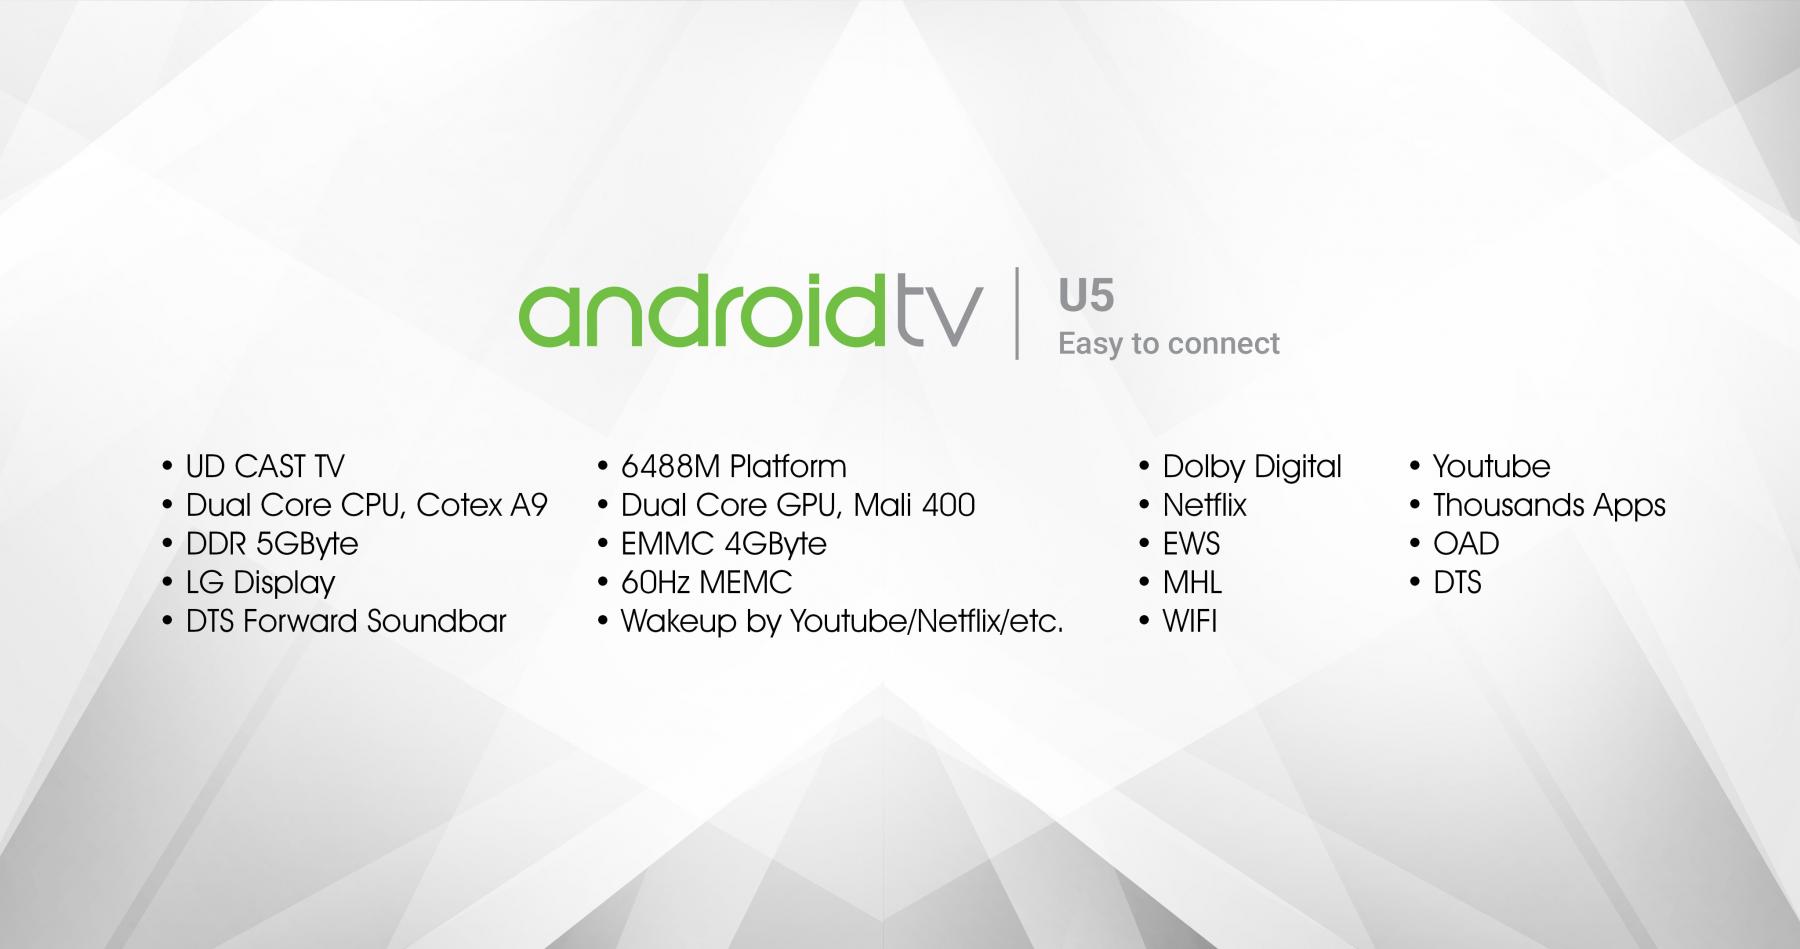 androidtv
U5
Easy to connect
• UD CAST TV
• Dual Core CPU, Cotex A9
• DDR 5GByte
• LG Display
• DTS Forward Soundbar
• 6488M Platform
• Dual Core GPU, Mali 400
• EMMC 4GByte
• 60Hz MEMC
• Wakeup by Youtube/Netflix/etc.
• Dolby Digital
• Netflix
• EWS
• MHL
• WIFI
• Youtube
• Thousands Apps
• OAD
• DTS